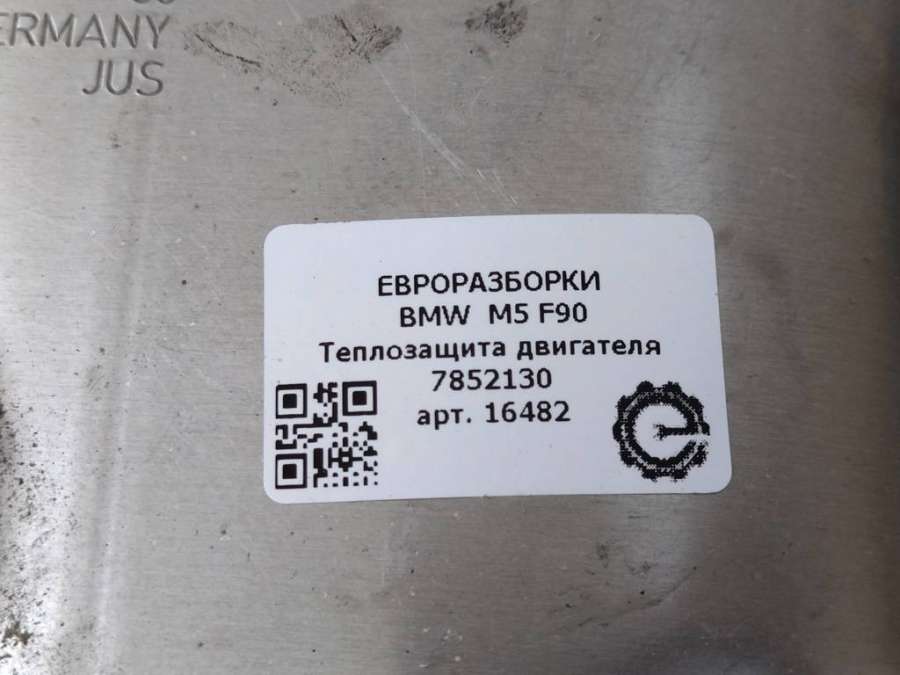 ERMANY
JUS
ЕВРОРАЗБОРКИ
BMW M5 F90
Теплозащита двигателя
7852130
арт. 16482